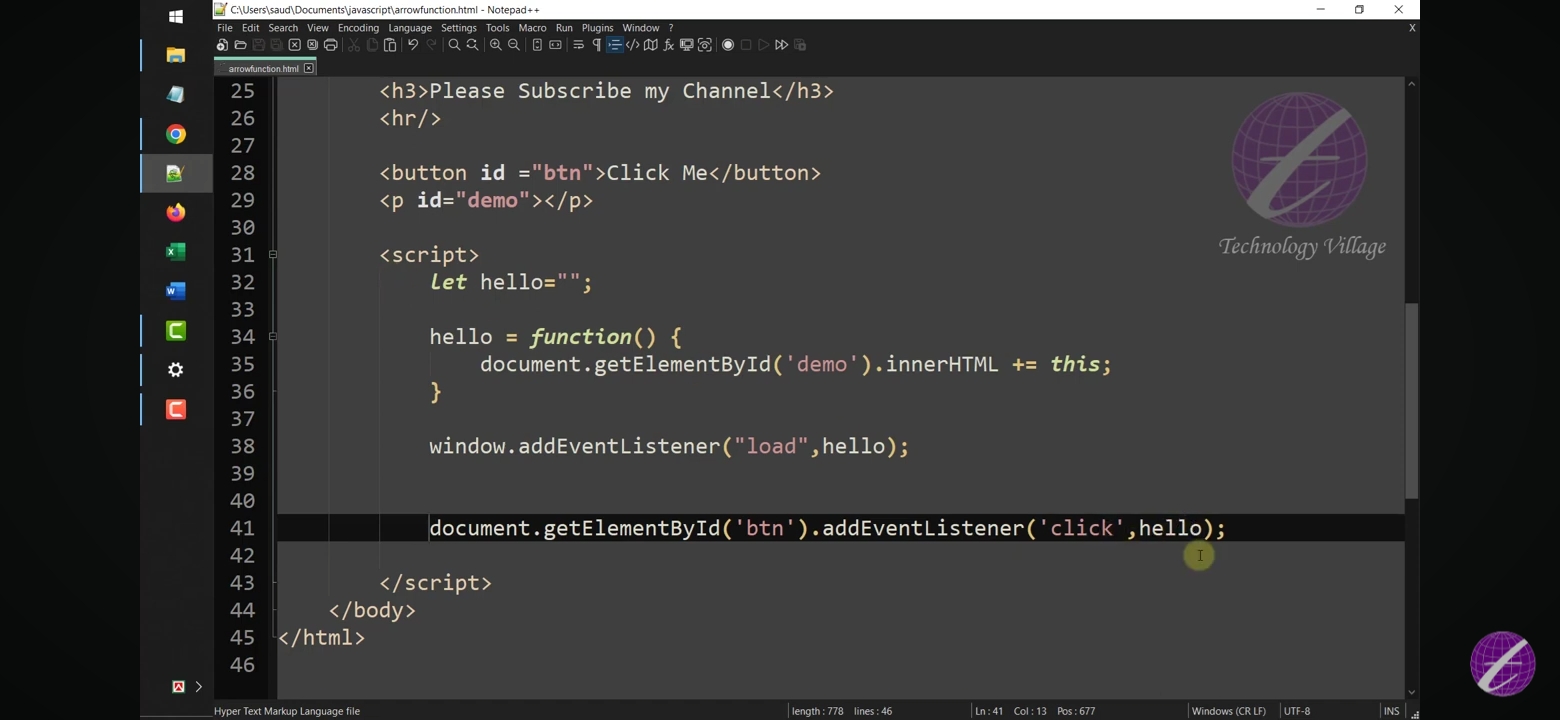 C:\Users\saud\Documents\javascript\arrowfunction.html - Notepad++
File Edit Search View Encoding Language Settings Tools Macro Run Plugins Window ? X
arrowfunction.html
25 <h3>Please Subscribe my Channel</h3>
26 <hr/>
27
28 <button id ="btn">Click Me</button>
29 <p id="demo"></p>
30
31 <script>
32 let hello="";
33
34 hello = function() {
35 document.getElementById('demo').innerHTML += this;
36 }
37
38 window.addEventListener("load",hello);
39
40
41 document.getElementById('btn').addEventListener('click',hello);
42
43 </script>
44 </body>
45 </html>
46
Technology Village
Hyper Text Markup Language file length : 778 lines : 46 Ln : 41 Col : 13 Pos : 677 Windows (CR LF) UTF-8 INS